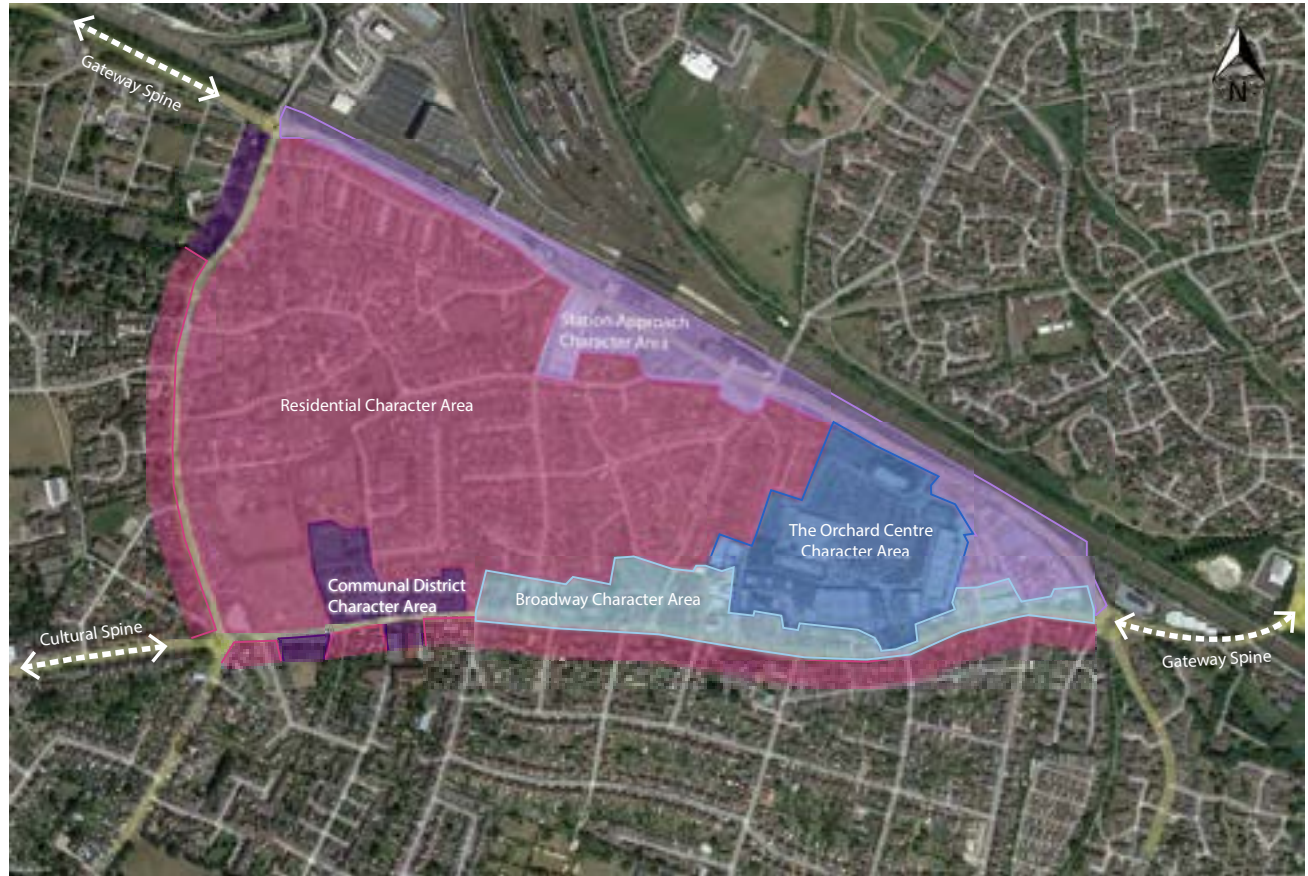 Gateway Spine
N
Station Approach
Character Area
Residential Character Area
The Orchard Centre
Character Area
Communal District
Character Area
Broadway Character Area
Cultural Spine
Gateway Spine